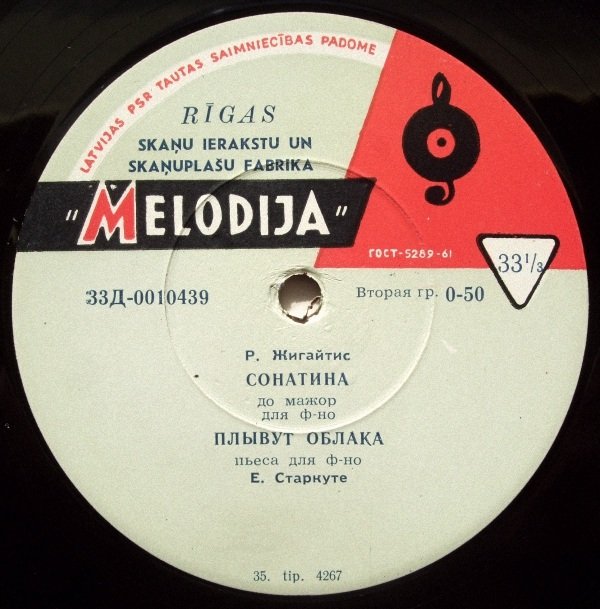 LATVIJAS PSR TAUTAS SAIMNIECĪBAS PADOME
RĪGAS
SKAŅU IERAKSTU UN
SKAŅUPLAŠU FABRIKA
"MELODIJA"
ГОСТ-5289-61
33⅓
33Д-0010439
Вторая гр. 0-50
Р. Жигайтис
СОНАТИНА
до мажор
для ф-но
ПЛЫВУТ ОБЛАКА
пьеса для ф-но
Е. Старкуте
35. tip. 4267